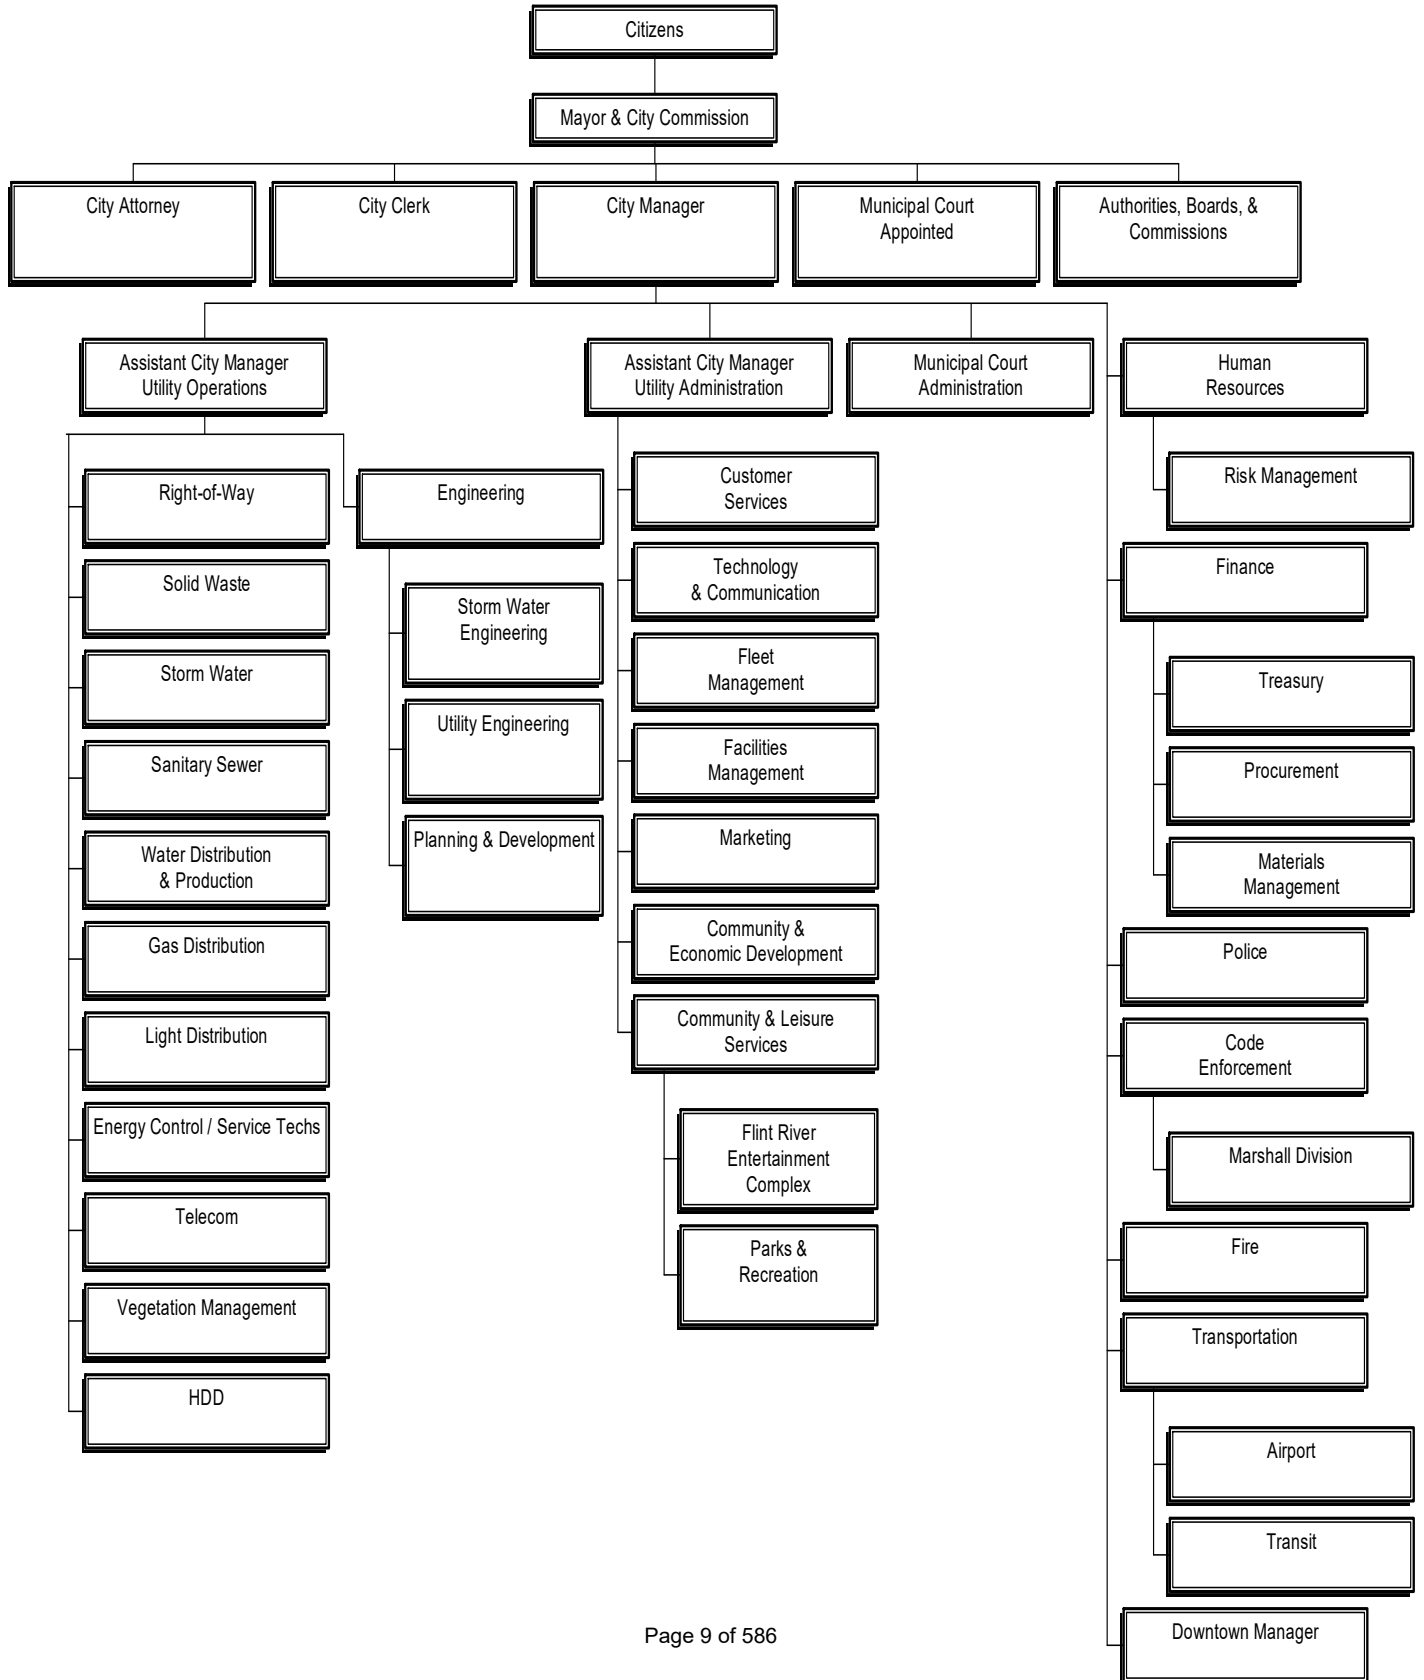 Citizens
Mayor & City Commission
City Attorney
City Clerk
City Manager
Municipal Court
Appointed
Authorities, Boards, &
Commissions
Assistant City Manager
Utility Operations
Right-of-Way
Solid Waste
Storm Water
Sanitary Sewer
Water Distribution
& Production
Gas Distribution
Light Distribution
Energy Control / Service Techs
Telecom
Vegetation Management
HDD
Engineering
Storm Water
Engineering
Utility Engineering
Planning & Development
Assistant City Manager
Utility Administration
Customer
Services
Technology
& Communication
Fleet
Management
Facilities
Management
Marketing
Community &
Economic Development
Community & Leisure
Services
Flint River
Entertainment
Complex
Parks &
Recreation
Municipal Court
Administration
Human
Resources
Risk Management
Finance
Treasury
Procurement
Materials
Management
Police
Code
Enforcement
Marshall Division
Fire
Transportation
Airport
Transit
Downtown Manager
Page 9 of 586